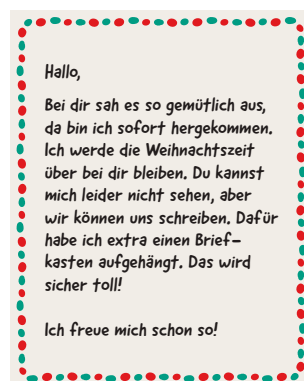 Hallo,
Bei dir sah es so gemütlich aus,
da bin ich sofort hergekommen.
Ich werde die Weihnachtszeit
über bei dir bleiben. Du kannst
mich leider nicht sehen, aber
wir können uns schreiben. Dafür
habe ich extra einen Brief-
kasten aufgehängt. Das wird
sicher toll!
Ich freue mich schon so!